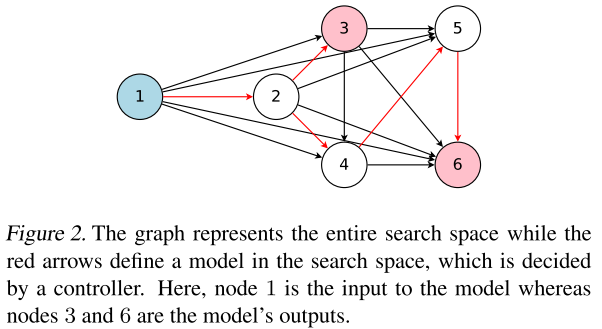 3
5
1
2
4
6
Figure 2. The graph represents the entire search space while the
red arrows define a model in the search space, which is decided
by a controller. Here, node 1 is the input to the model whereas
nodes 3 and 6 are the model's outputs.